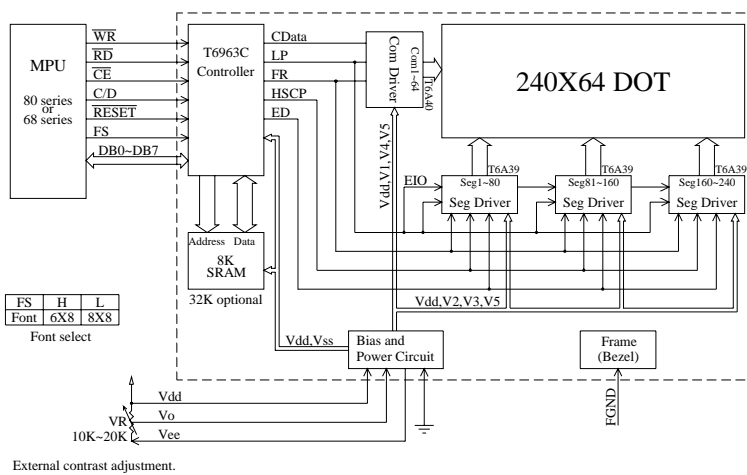 MPU
80 series
or
68 series
WR
RD
CE
C/D
RESET
FS
DB0~DB7
T6963C
Controller
CData
LP
FR
HSCP
ED
Com Driver
Com1~64
T6A40
240X64 DOT
Vdd,V1,V4,V5
EIO
T6A39
Seg1~80
Seg Driver
T6A39
Seg81~160
Seg Driver
T6A39
Seg160~240
Seg Driver
Address Data
8K
SRAM
32K optional
Vdd,V2,V3,V5
FS H L
Font 6X8 8X8
Font select
Vdd,Vss
Bias and
Power Circuit
Frame
(Bezel)
FGND
Vdd
Vo
Vee
VR
10K~20K
External contrast adjustment.